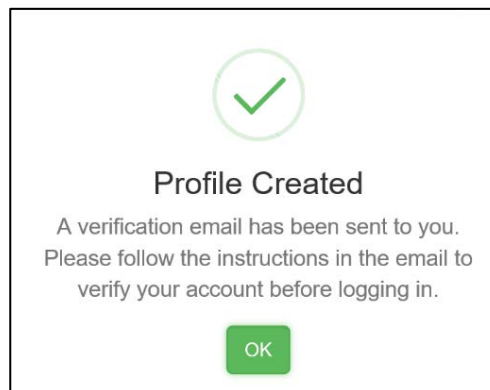 Profile Created
A verification email has been sent to you.
Please follow the instructions in the email to
verify your account before logging in.
OK